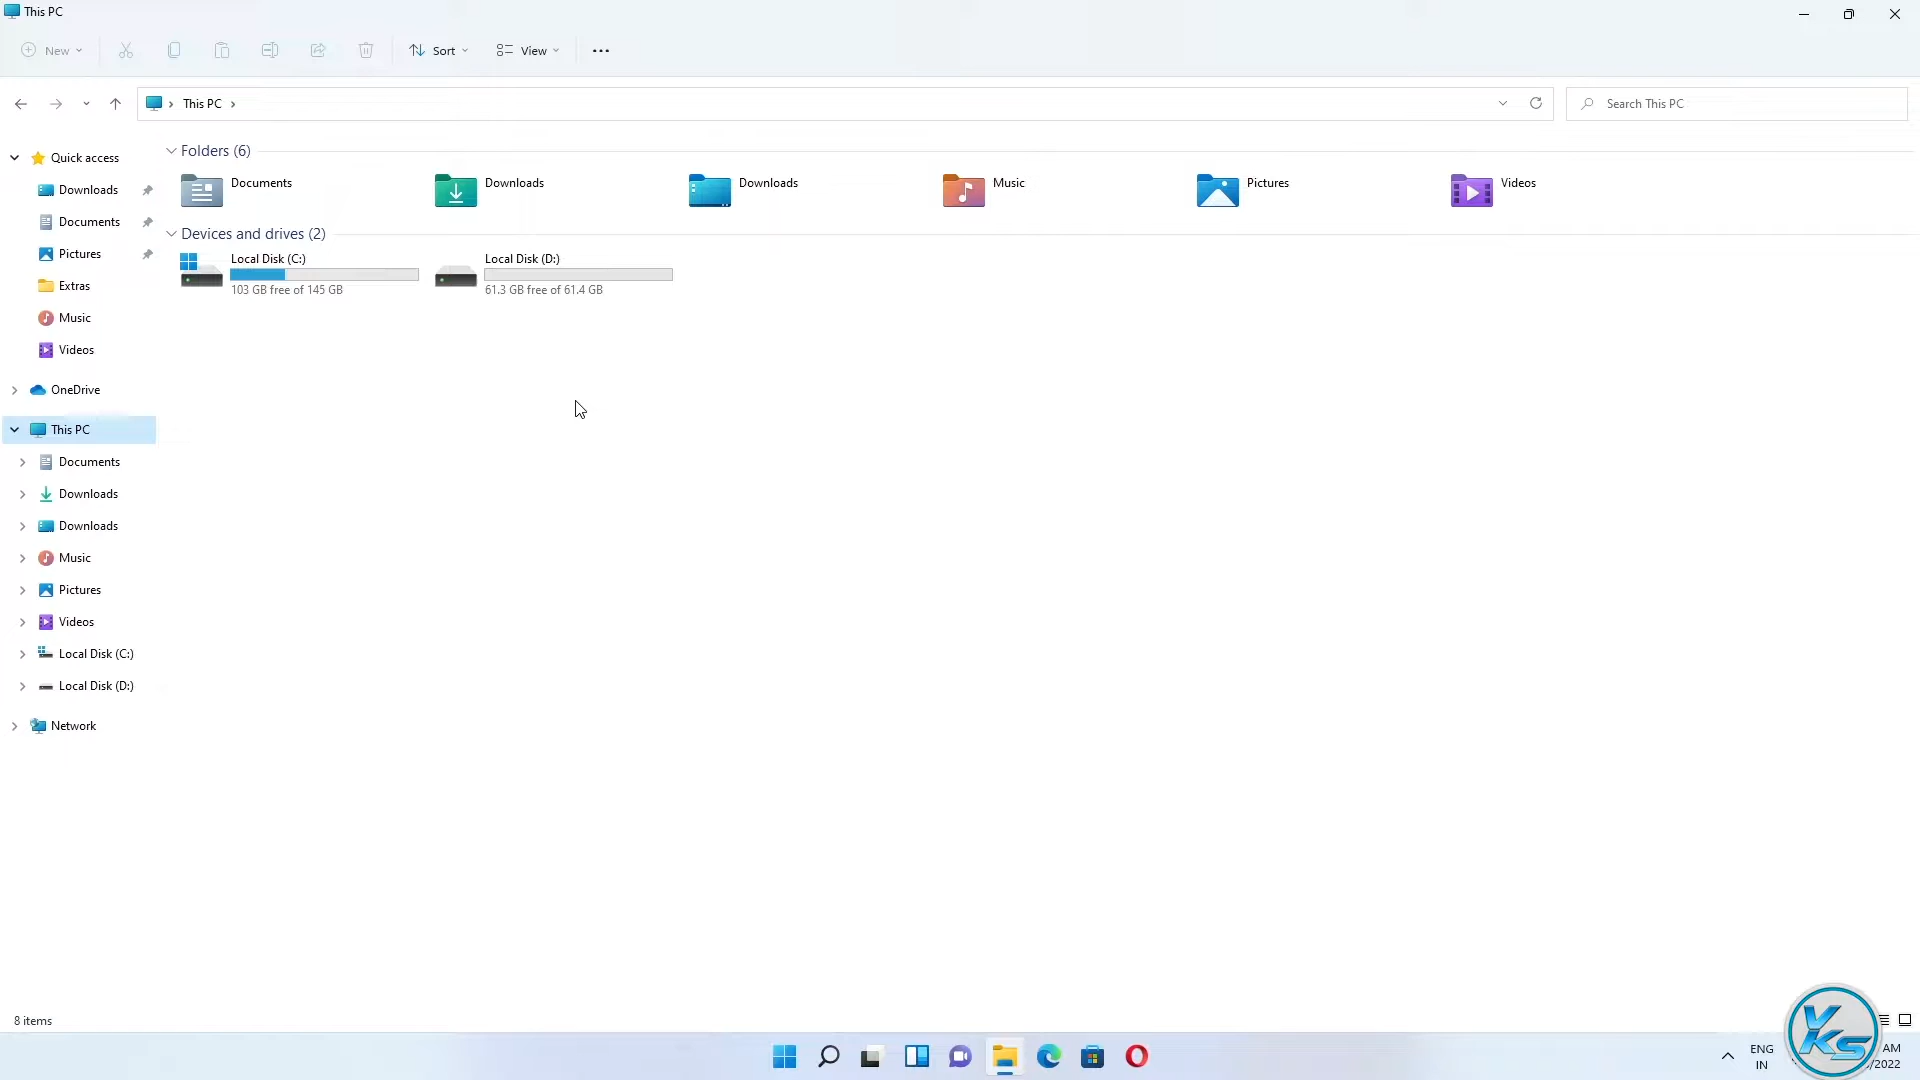 This PC
New
Sort
View
This PC
Search This PC
Quick access
Downloads
Documents
Pictures
Extras
Music
Videos
OneDrive
This PC
Documents
Downloads
Downloads
Music
Pictures
Videos
Local Disk (C:)
Local Disk (D:)
Network
Folders (6)
Documents
Downloads
Downloads
Music
Pictures
Videos
Devices and drives (2)
Local Disk (C:)
103 GB free of 145 GB
Local Disk (D:)
61.3 GB free of 61.4 GB
8 items
ENG
IN
AM
/2022
YKS